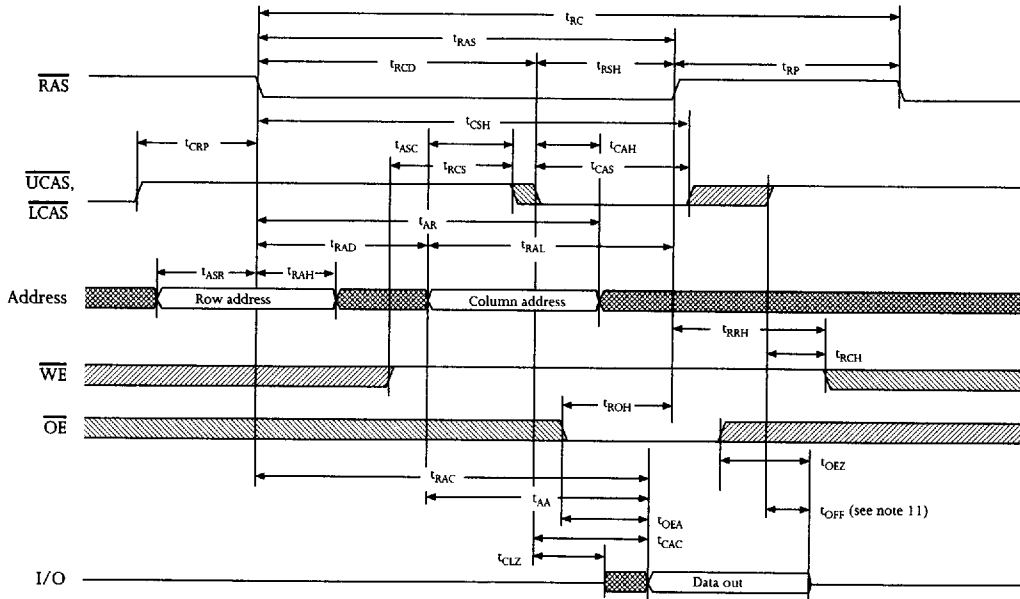 tRC
tRAS
tRCD tRSH tRP
RAS
tCSH
tCRP tASC tCAH
tRCS tCAS
UCAS,
LCAS
tAR
tRAD tRAL
tASR tRAH
Address Row address Column address
tRRH
tRCH
WE
tROH
OE
tRAC tOEZ
tAA
tOEA tOFF (see note 11)
tCAC
tCLZ
I/O Data out